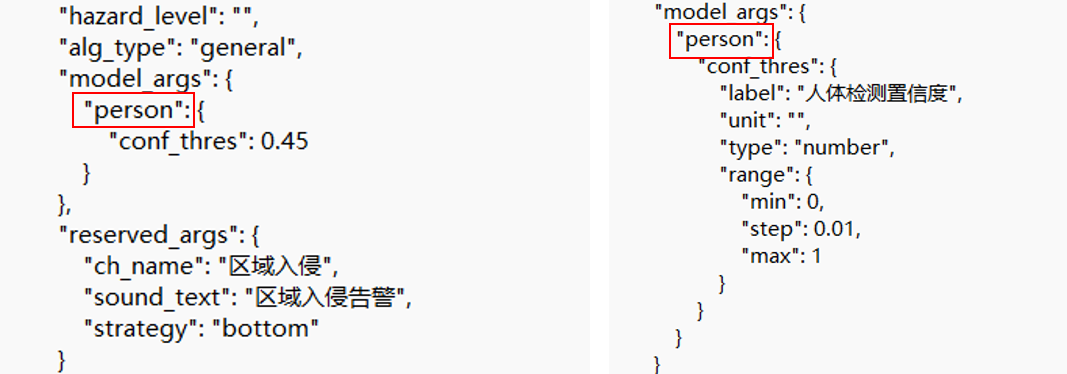 "hazard_level": "",
"alg_type": "general",
"model_args": {
"person": {
"conf_thres": 0.45
}
},
"reserved_args": {
"ch_name": "区域入侵",
"sound_text": "区域入侵告警",
"strategy": "bottom"
}
"model_args": {
"person": {
"conf_thres": {
"label": "人体检测置信度",
"unit": "",
"type": "number",
"range": {
"min": 0,
"step": 0.01,
"max": 1
}
}
}
}